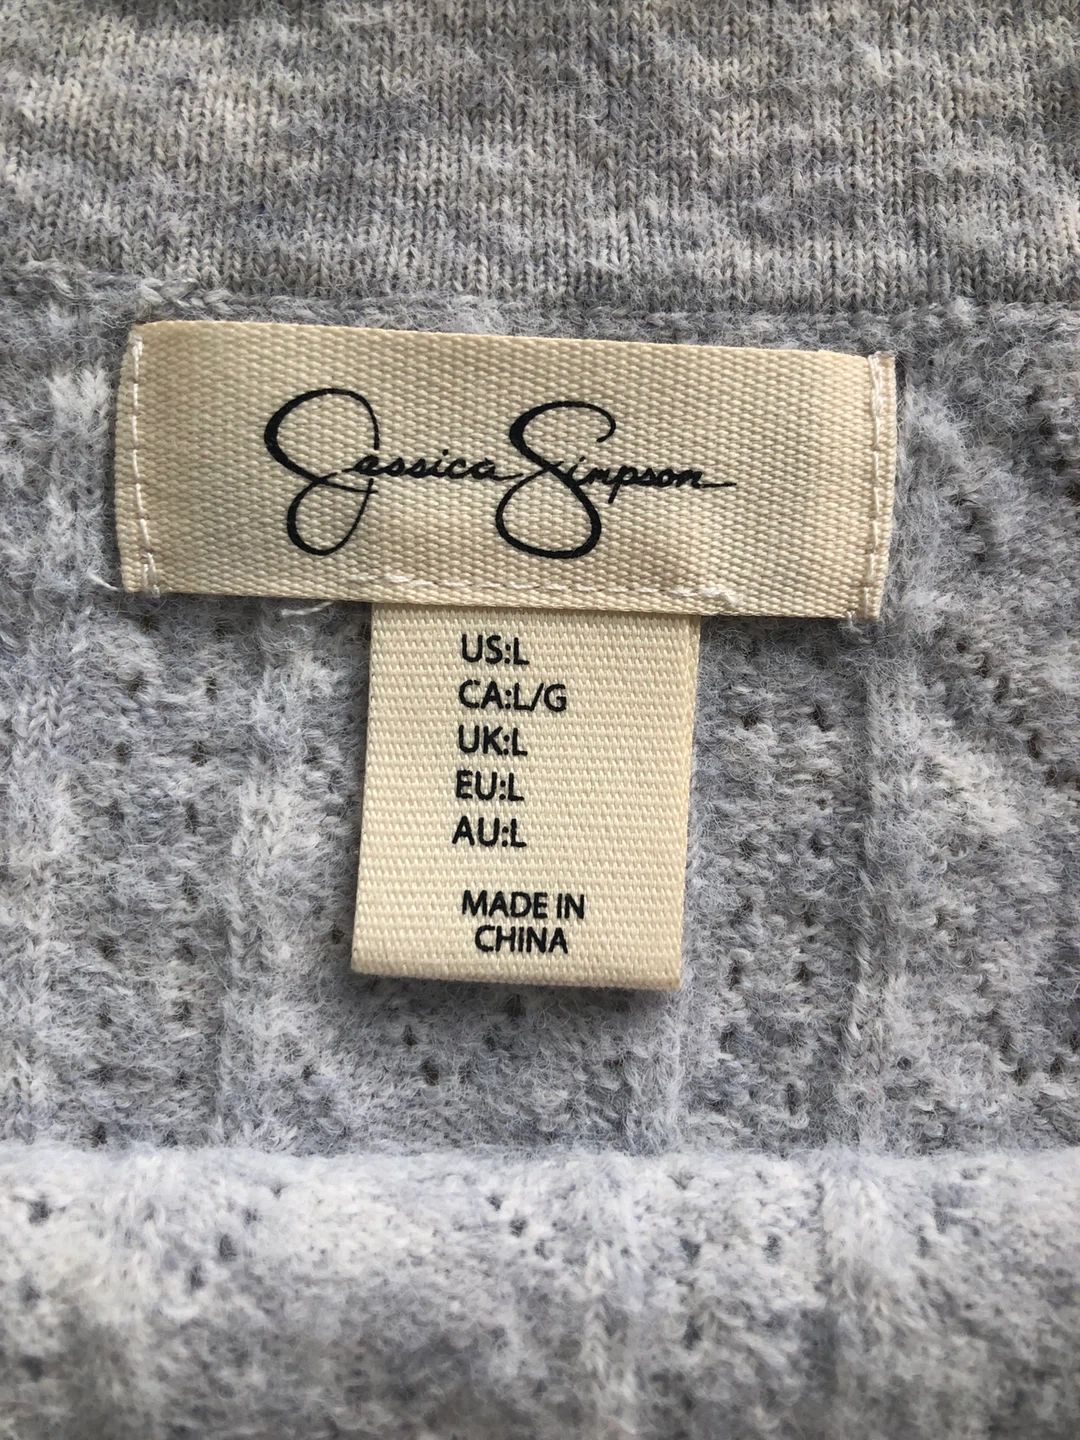 Jessica Simpson
US:L
CA:L/G
UK:L
EU:L
AU:L
MADE IN
CHINA